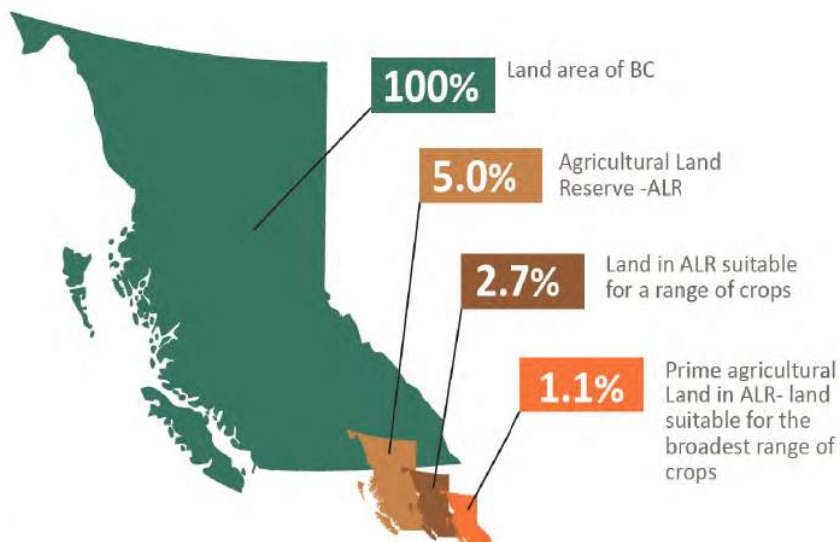 100%
Land area of BC
5.0%
Agricultural Land
Reserve -ALR
2.7%
Land in ALR suitable
for a range of crops
1.1%
Prime agricultural
Land in ALR- land
suitable for the
broadest range of
crops